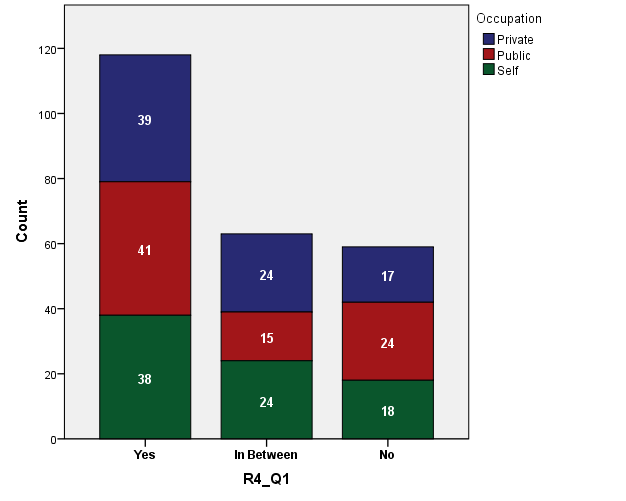 Occupation
Private
Public
Self
Count
120
100
80
60
40
20
0
39
41
38
24
15
24
17
24
18
Yes
In Between
No
R4_Q1